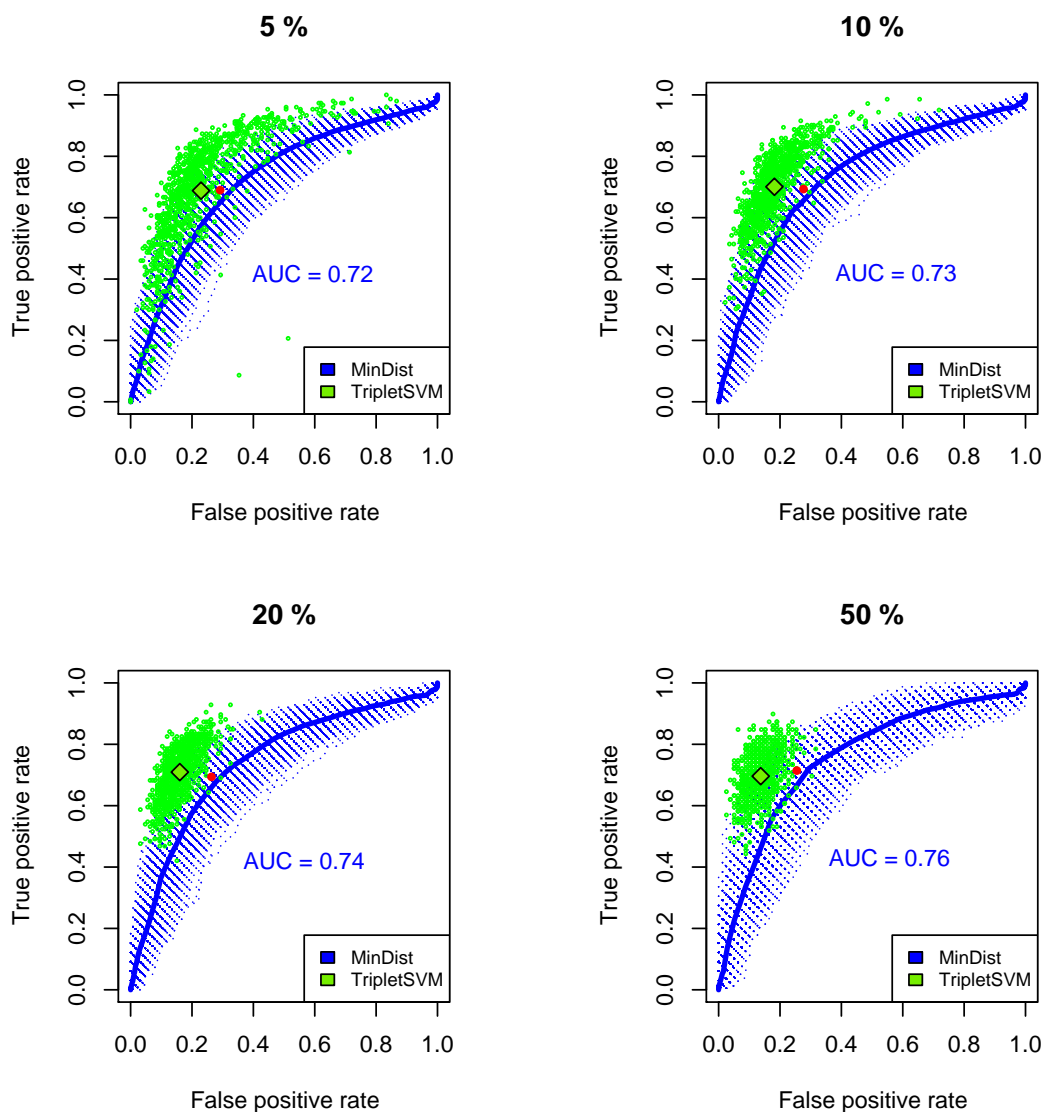 5 %
True positive rate
1.0
0.8
0.6
0.4
0.2
0.0
AUC = 0.72
MinDist
TripletSVM
0.0 0.2 0.4 0.6 0.8 1.0
False positive rate
10 %
True positive rate
1.0
0.8
0.6
0.4
0.2
0.0
AUC = 0.73
MinDist
TripletSVM
0.0 0.2 0.4 0.6 0.8 1.0
False positive rate
20 %
True positive rate
1.0
0.8
0.6
0.4
0.2
0.0
AUC = 0.74
MinDist
TripletSVM
0.0 0.2 0.4 0.6 0.8 1.0
False positive rate
50 %
True positive rate
1.0
0.8
0.6
0.4
0.2
0.0
AUC = 0.76
MinDist
TripletSVM
0.0 0.2 0.4 0.6 0.8 1.0
False positive rate